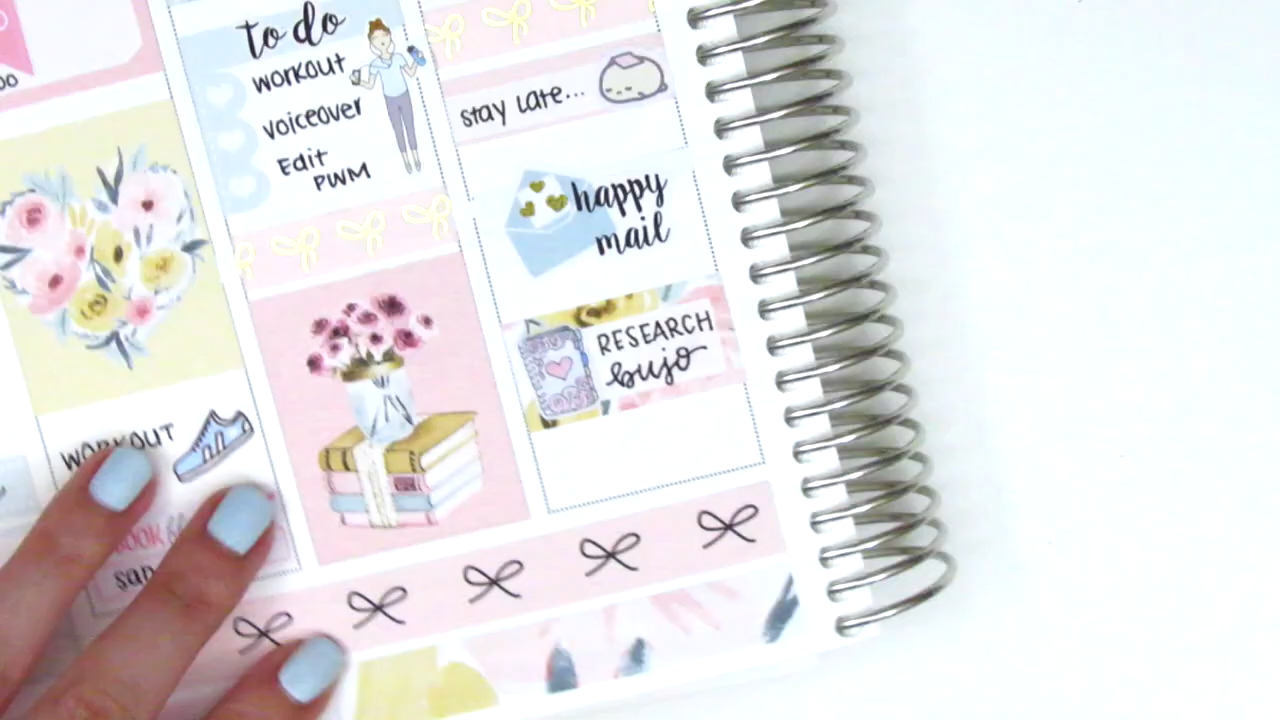 to do
workout
voiceover
Edit
PWM
stay late...
happy
mail
RESEARCH
bujo
WORKOUT